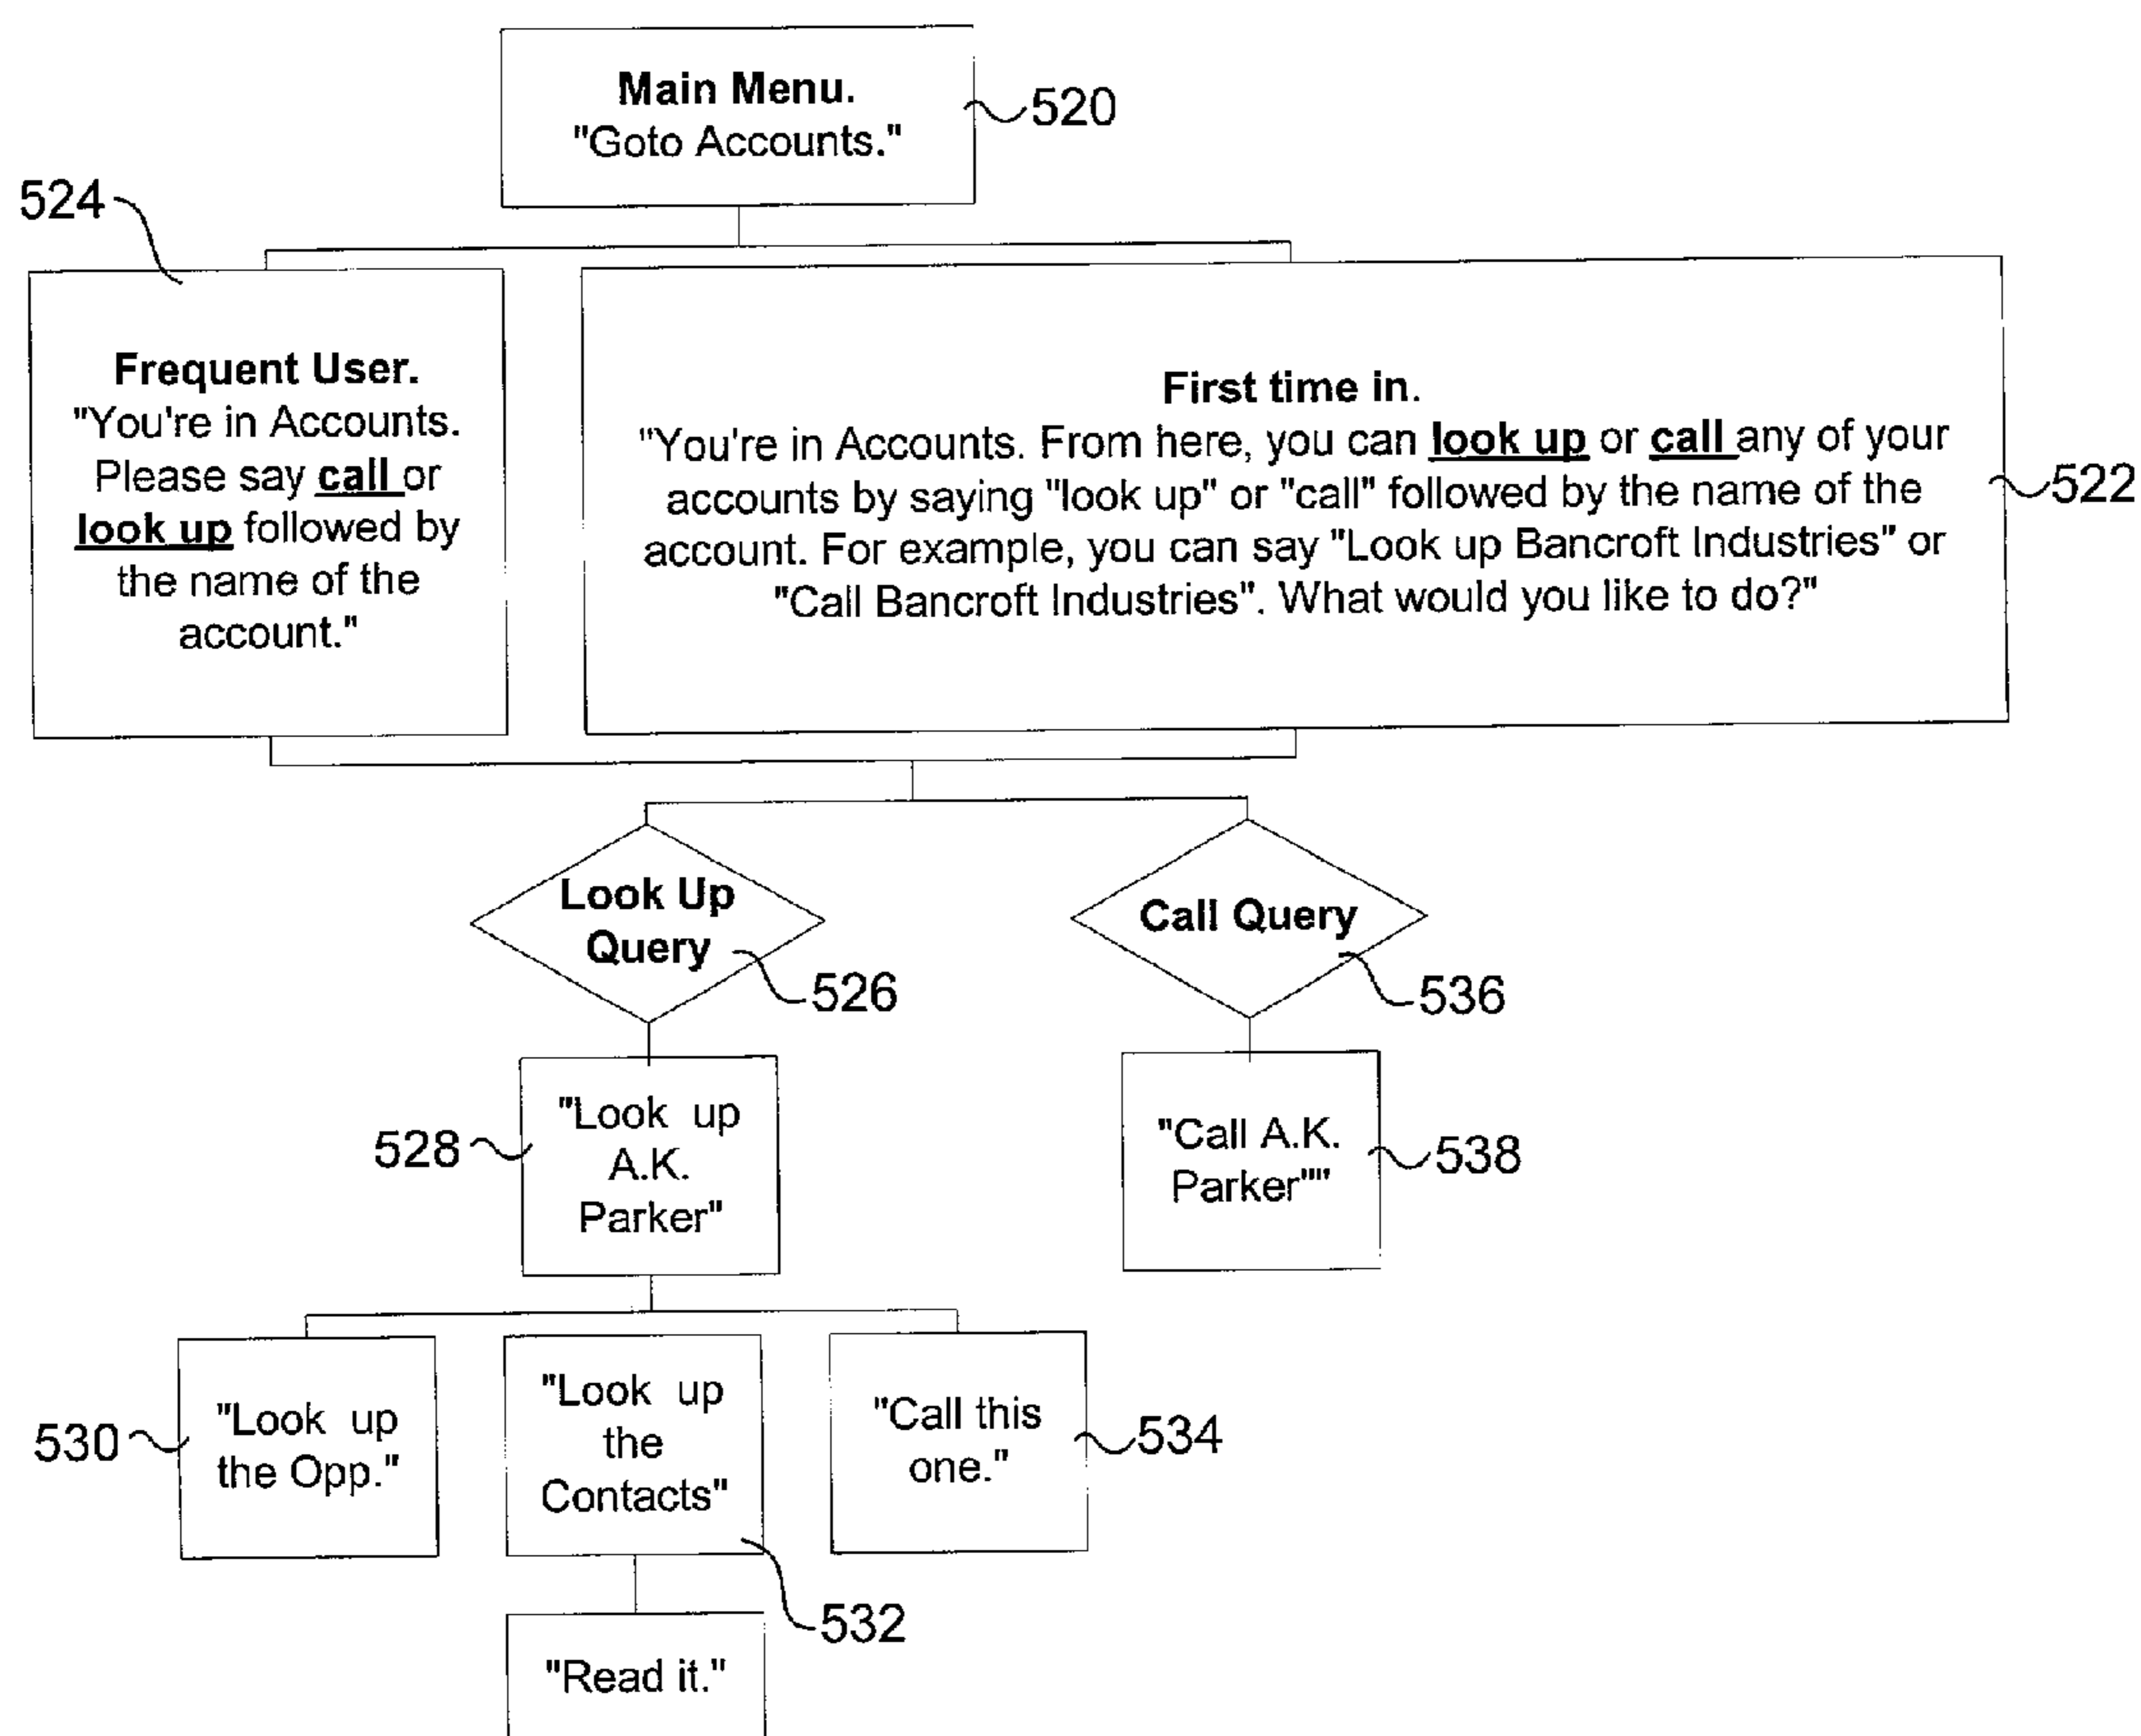 Main Menu.
"Goto Accounts."
520
524
Frequent User.
"You're in Accounts.
Please say call or
look up followed by
the name of the
account."
First time in.
"You're in Accounts. From here, you can look up or call any of your
accounts by saying "look up" or "call" followed by the name of the
account. For example, you can say "Look up Bancroft Industries" or
"Call Bancroft Industries". What would you like to do?"
522
Look Up
Query
526
Call Query
536
"Look up
A.K.
Parker"
528
"Call A.K.
Parker""
538
"Look up
the Opp."
530
"Look up
the
Contacts"
532
"Call this
one."
534
"Read it."